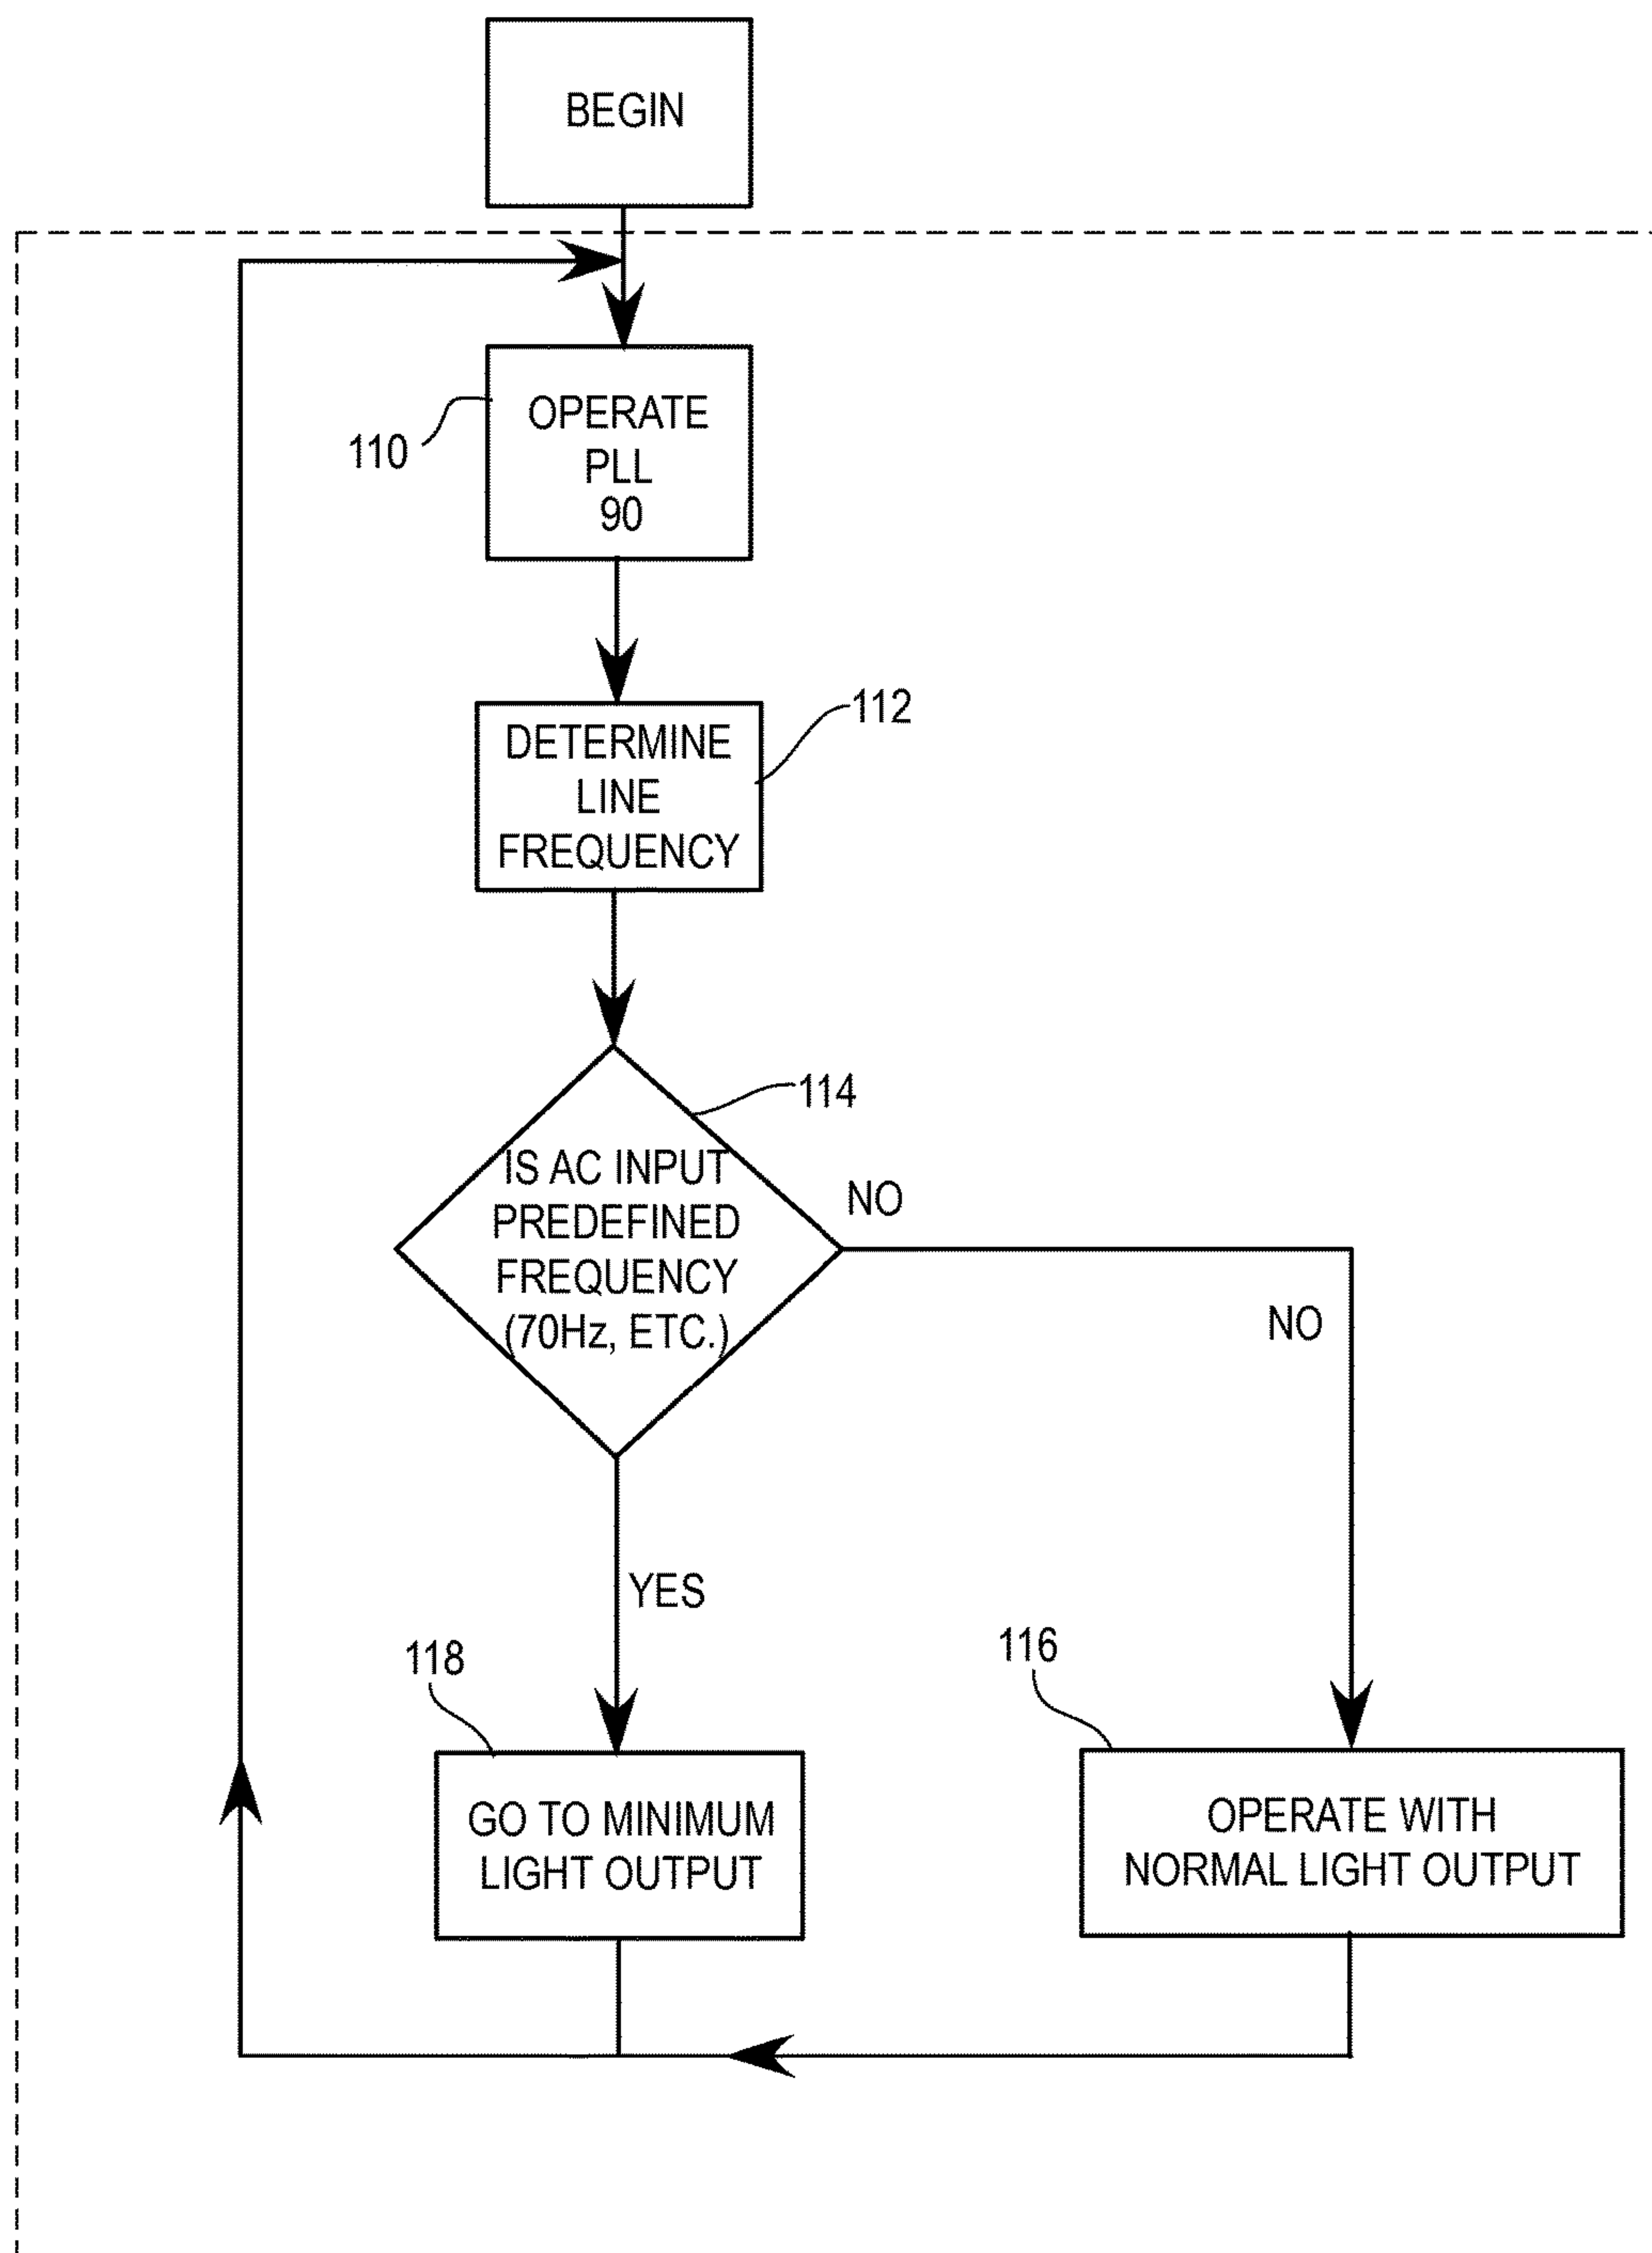 BEGIN
OPERATE
PLL
90
110
DETERMINE
LINE
FREQUENCY
112
114
IS AC INPUT
PREDEFINED
FREQUENCY
(70Hz, ETC.)
NO
NO
YES
118
116
GO TO MINIMUM
LIGHT OUTPUT
OPERATE WITH
NORMAL LIGHT OUTPUT